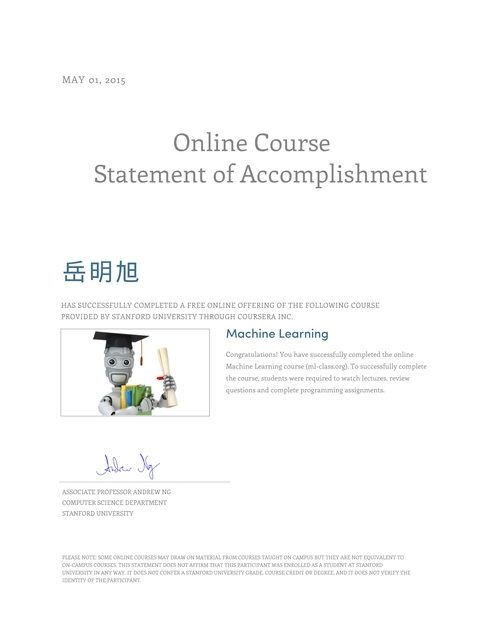 MAY 01, 2015
Online Course
Statement of Accomplishment
岳明旭
HAS SUCCESSFULLY COMPLETED A FREE ONLINE OFFERING OF THE FOLLOWING COURSE
PROVIDED BY STANFORD UNIVERSITY THROUGH COURSERA INC.
Machine Learning
Congratulations! You have successfully completed the online
Machine Learning course (ml-class.org). To successfully complete
the course, students were required to watch lectures, review
questions and complete programming assignments.
Andrew Ng
ASSOCIATE PROFESSOR ANDREW NG
COMPUTER SCIENCE DEPARTMENT
STANFORD UNIVERSITY
PLEASE NOTE: SOME ONLINE COURSES MAY DRAW ON MATERIAL FROM COURSES TAUGHT ON CAMPUS BUT THEY ARE NOT EQUIVALENT TO
ON-CAMPUS COURSES. THIS STATEMENT DOES NOT AFFIRM THAT THIS PARTICIPANT WAS ENROLLED AS A STUDENT AT STANFORD
UNIVERSITY IN ANY WAY. IT DOES NOT CONFER A STANFORD UNIVERSITY GRADE, COURSE CREDIT OR DEGREE, AND IT DOES NOT VERIFY THE
IDENTITY OF THE PARTICIPANT.